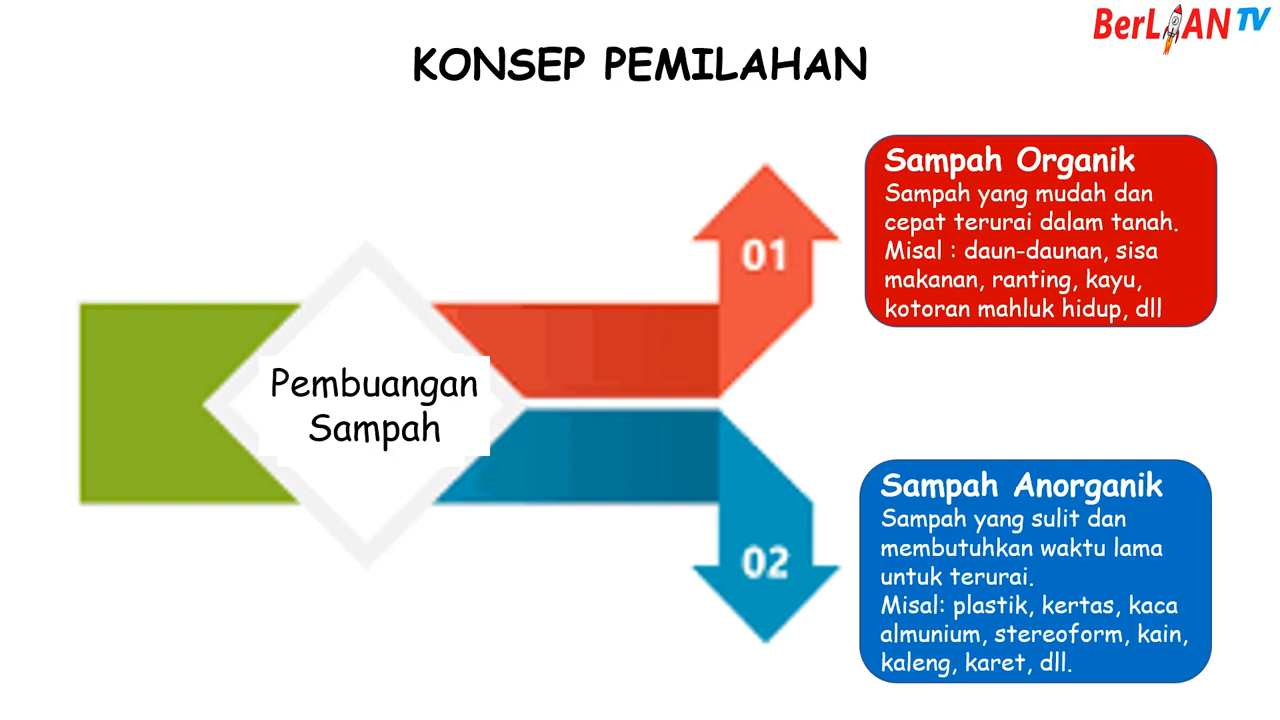 BerLIAN TV
KONSEP PEMILAHAN
Sampah Organik
Sampah yang mudah dan
cepat terurai dalam tanah.
Misal : daun-daunan, sisa
makanan, ranting, kayu,
kotoran mahluk hidup, dll
01
Pembuangan
Sampah
02
Sampah Anorganik
Sampah yang sulit dan
membutuhkan waktu lama
untuk terurai.
Misal: plastik, kertas, kaca
almunium, stereoform, kain,
kaleng, karet, dll.